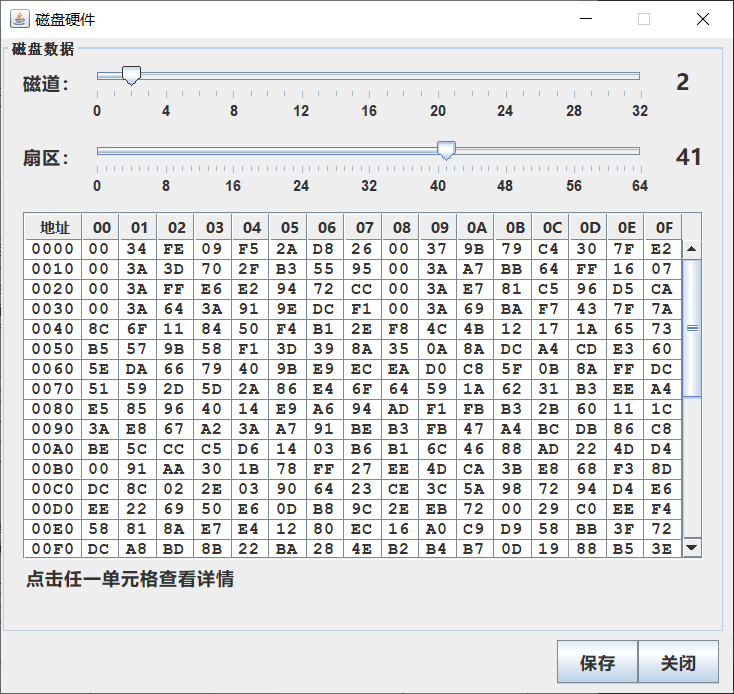 磁盘硬件
磁盘数据
磁道: 2
0 4 8 12 16 20 24 28 32
扇区: 41
0 8 16 24 32 40 48 56 64
地址 00 01 02 03 04 05 06 07 08 09 0A 0B 0C 0D 0E 0F
0000 00 34 FE 09 F5 2A D8 26 00 37 9B 79 C4 30 7F E2
0010 00 3A 3D 70 2F B3 55 95 00 3A A7 BB 64 FF 16 07
0020 00 3A FF E6 E2 94 72 CC 00 3A E7 81 C5 96 D5 CA
0030 00 3A 64 3A 91 9E DC F1 00 3A 69 BA F7 43 7F 7A
0040 8C 6F 11 84 50 F4 B1 2E F8 4C 4B 12 17 1A 65 73
0050 B5 57 9B 58 F1 3D 39 8A 35 0A 8A DC A4 CD E3 60
0060 5E DA 66 79 40 9B E9 EC EA D0 C8 5F 0B 8A FF DC
0070 51 59 2D 5D 2A 86 E4 6F 64 59 1A 62 31 B3 EE A4
0080 E5 85 96 40 14 E9 A6 94 AD F1 FB B3 2B 60 11 1C
0090 3A E8 67 A2 3A A7 91 BE B3 FB 47 A4 BC DB 86 C8
00A0 BE 5C CC C5 D6 14 03 B6 B1 6C 46 88 AD 22 4D D4
00B0 00 91 AA 30 1B 78 FF 27 EE 4D CA 3B E8 68 F3 8D
00C0 DC 8C 02 2E 03 90 64 23 CE 3C 5A 98 72 94 D4 E6
00D0 EE 22 69 50 E6 0D B8 9C 2E EB 72 00 29 C0 EE F4
00E0 58 81 8A E7 E4 12 80 EC 16 A0 C9 D9 58 BB 3F 72
00F0 DC A8 BD 8B 22 BA 28 4E B2 B4 B7 0D 19 88 B5 3E
点击任一单元格查看详情
保存 关闭